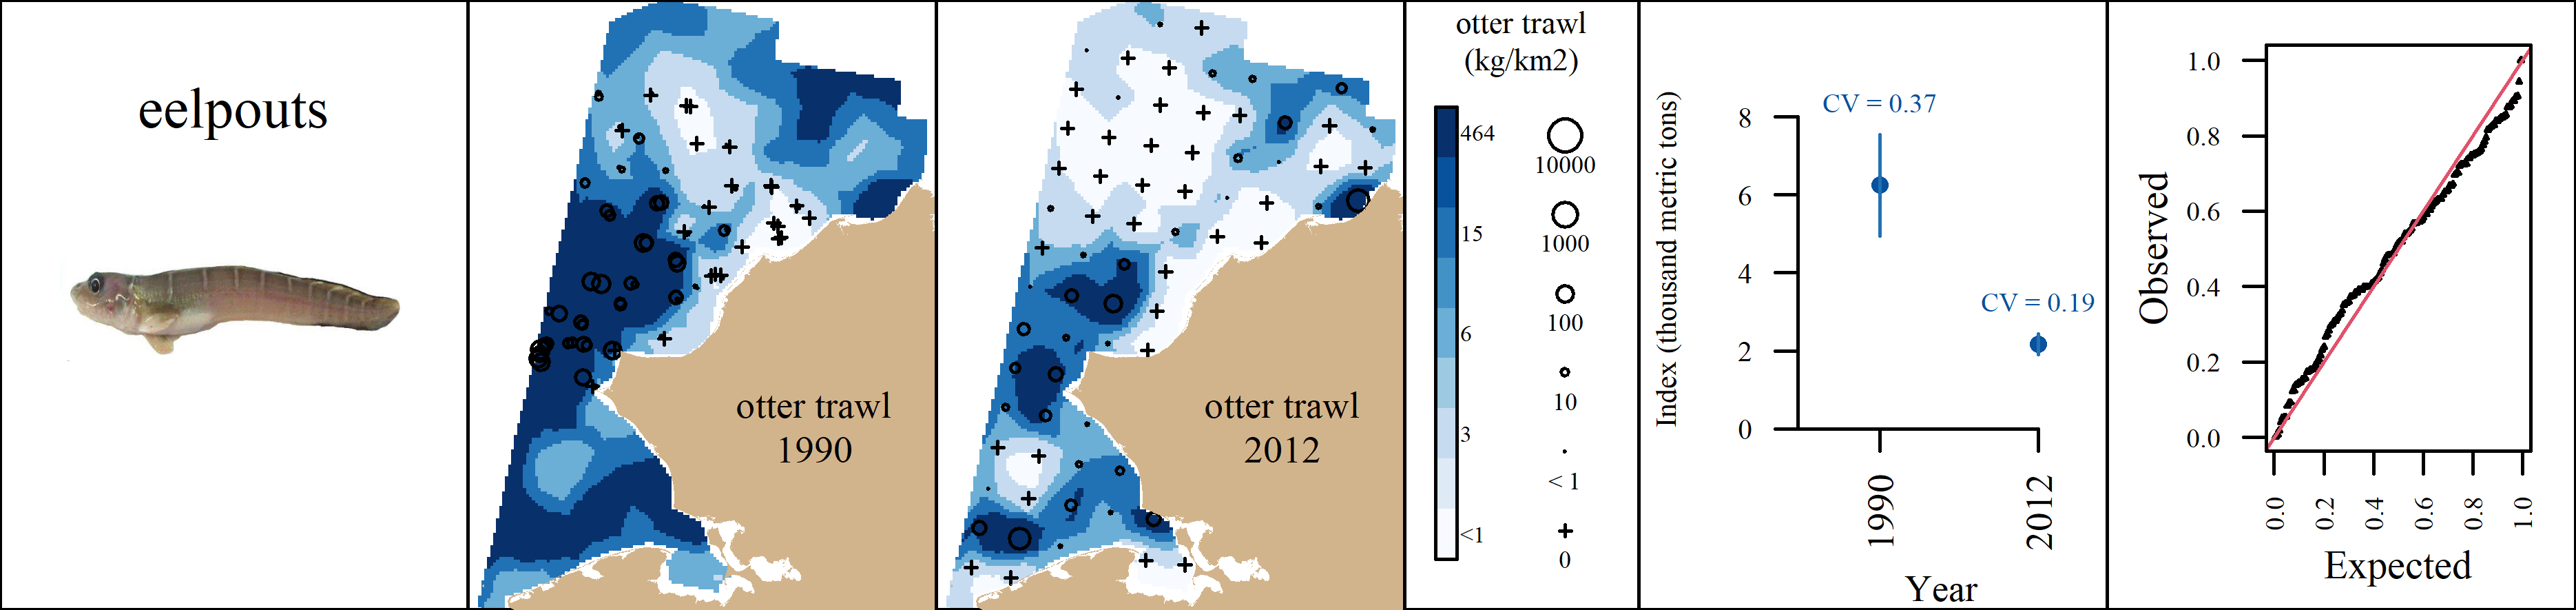 eelpouts
otter trawl
1990
otter trawl
2012
otter trawl
(kg/km2)
464
15
6
3
<1
10000
1000
100
10
< 1
0
Index (thousand metric tons)
8
6
4
2
0
CV = 0.37
CV = 0.19
1990
2012
Year
Observed
1.0
0.8
0.6
0.4
0.2
0.0
0.0
0.2
0.4
0.6
0.8
1.0
Expected